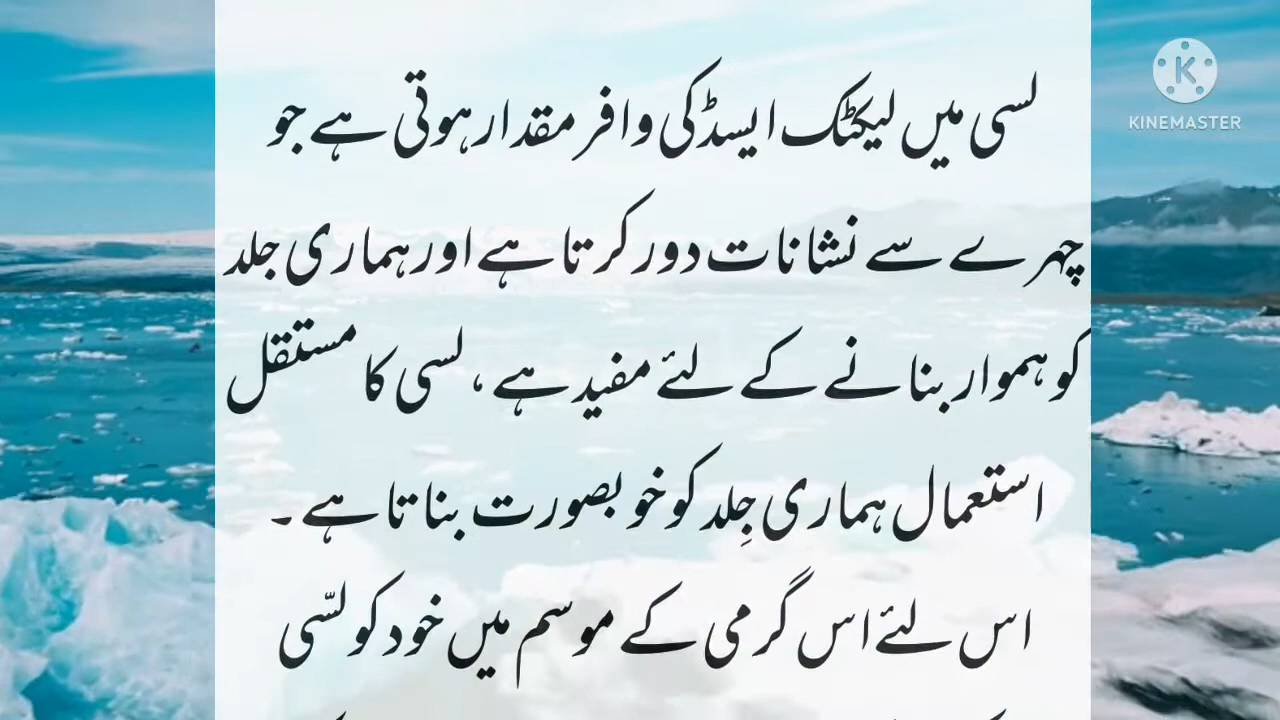 لسی میں لیکٹک ایسڈ کی وافر مقدار ہوتی ہے جو
چہرے سے نشانات دور کرتا ہے اور ہماری جلد
کو ہموار بنانے کے لئے مفید ہے، لسی کا مستقل
استعمال ہماری جِلد کو خوبصورت بناتا ہے۔
اس لئے اس گرمی کے موسم میں خود کو لسّی
KINEMASTER